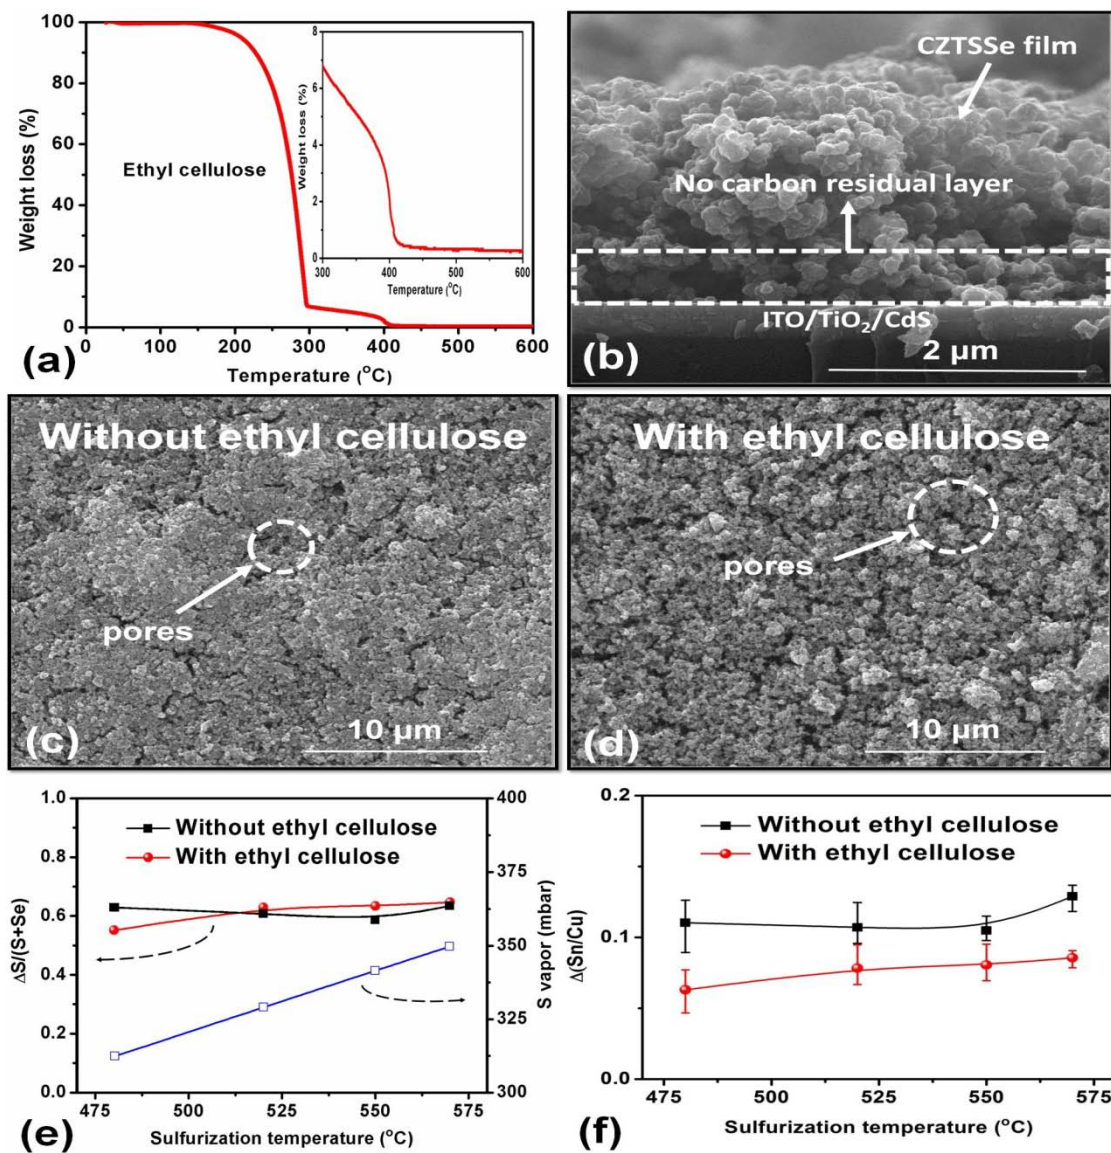 100
80
60
40
20
0
0
100
200
300
400
500
600
Weight loss (%)
Temperature (°C)
Ethyl cellulose
8
6
4
2
0
300
400
500
600
Weight loss (%)
Temperature (°C)
(a)
CZTSSe film
No carbon residual layer
ITO/TiO₂/CdS
2 µm
(b)
Without ethyl cellulose
pores
10 µm
(c)
With ethyl cellulose
pores
10 µm
(d)
1.0
0.8
0.6
0.4
0.2
0.0
ΔS/(S+Se)
Without ethyl cellulose
With ethyl cellulose
400
375
350
325
300
S vapor (mbar)
475
500
525
550
575
Sulfurization temperature (°C)
(e)
0.2
0.1
0.0
Δ(Sn/Cu)
Without ethyl cellulose
With ethyl cellulose
475
500
525
550
575
Sulfurization temperature (°C)
(f)